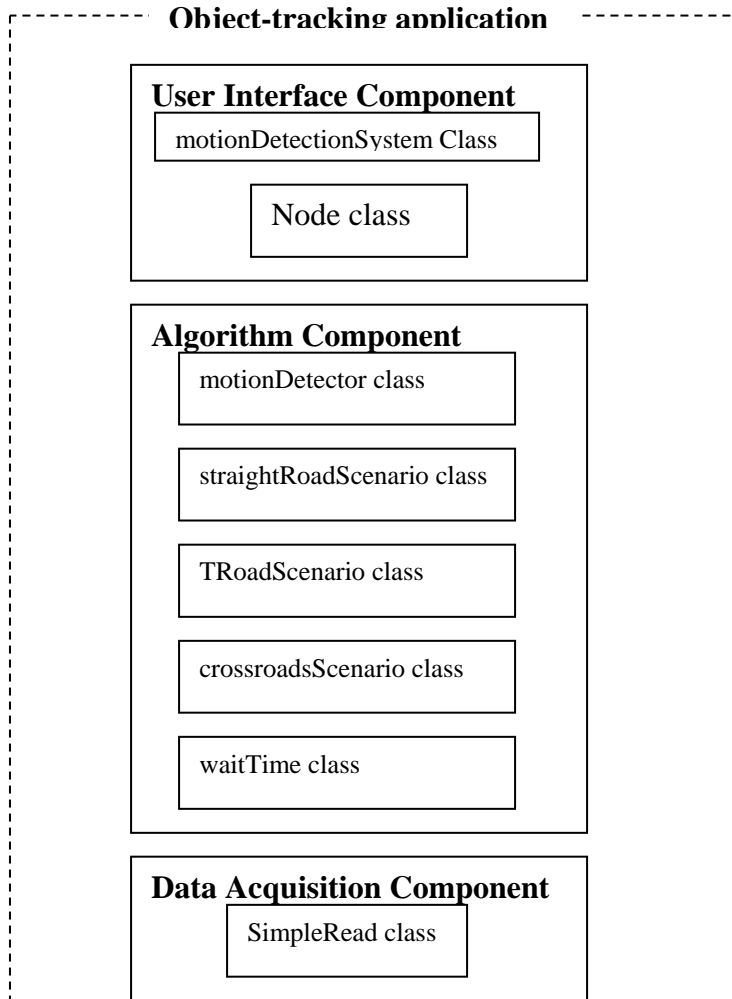 Object-tracking application
User Interface Component
motionDetectionSystem Class
Node class
Algorithm Component
motionDetector class
straightRoadScenario class
TRoadScenario class
crossroadsScenario class
waitTime class
Data Acquisition Component
SimpleRead class